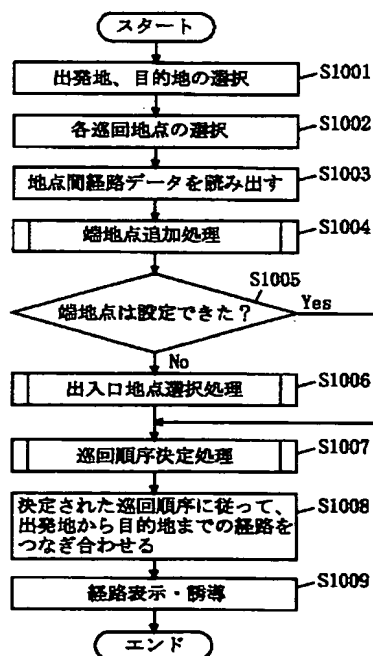 スタート
出発地、目的地の選択
S1001
各巡回地点の選択
S1002
地点間経路データを読み出す
S1003
端地点追加処理
S1004
S1005
端地点は設定できた？
Yes
No
出入口地点選択処理
S1006
巡回順序決定処理
S1007
決定された巡回順序に従って、
出発地から目的地までの経路を
つなぎ合わせる
S1008
経路表示・誘導
S1009
エンド